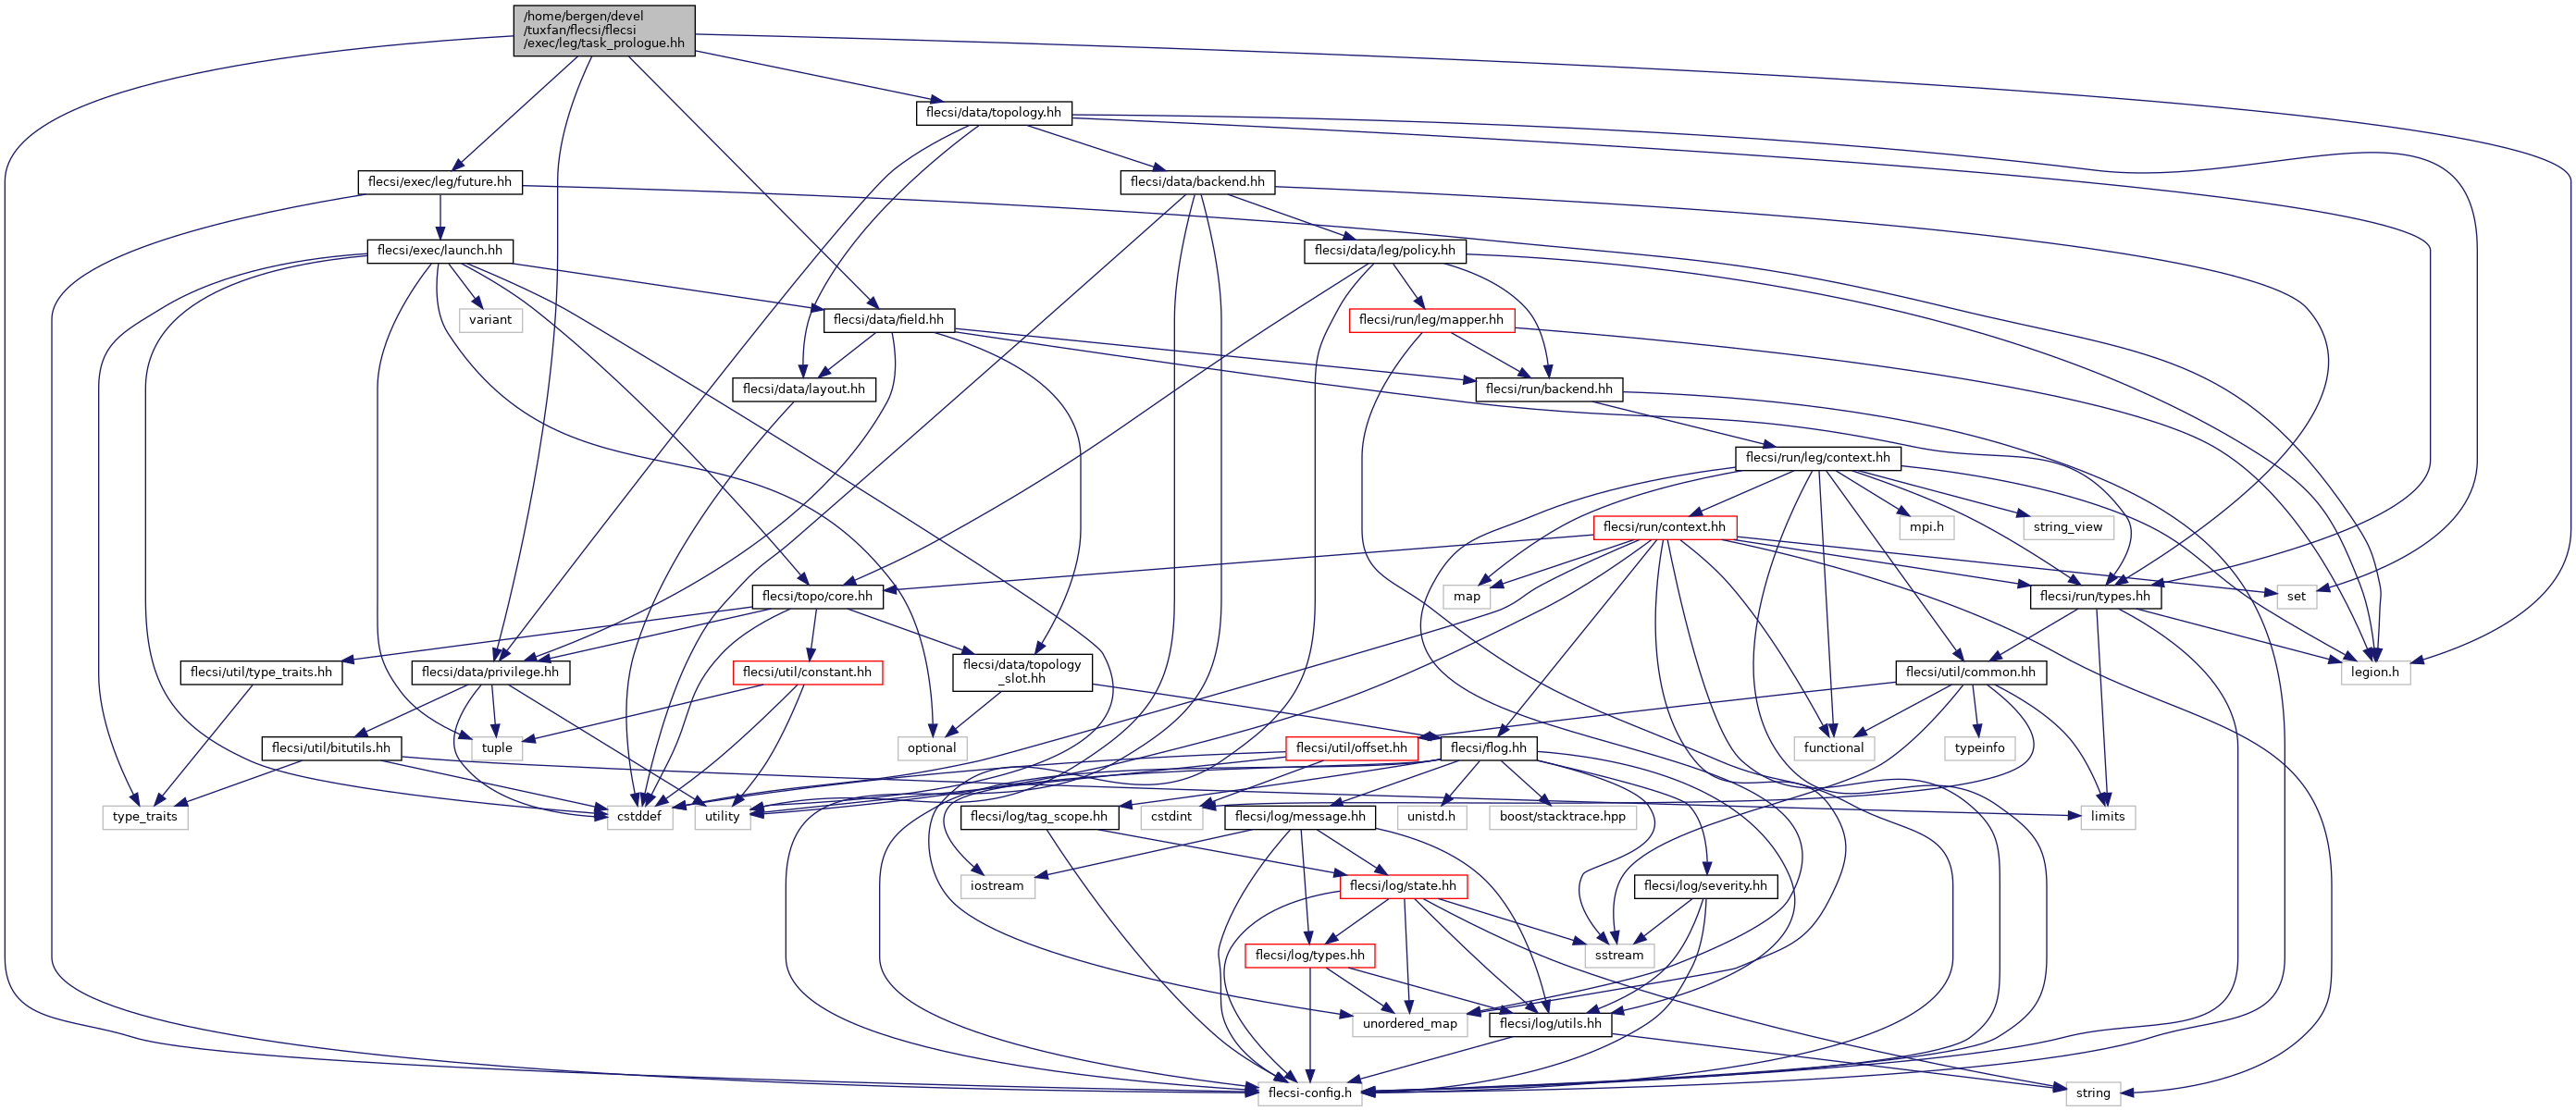 /home/bergen/devel
/tuxfan/flecsi/flecsi
/exec/leg/task_prologue.hh
flecsi/data/topology.hh
flecsi/exec/leg/future.hh
flecsi/data/backend.hh
flecsi/exec/launch.hh
flecsi/data/leg/policy.hh
variant
flecsi/data/field.hh
flecsi/run/leg/mapper.hh
flecsi/data/layout.hh
flecsi/run/backend.hh
flecsi/run/leg/context.hh
flecsi/run/context.hh
mpi.h
string_view
flecsi/topo/core.hh
map
flecsi/run/types.hh
set
flecsi/util/type_traits.hh
flecsi/data/privilege.hh
flecsi/util/constant.hh
flecsi/data/topology
_slot.hh
flecsi/util/common.hh
legion.h
flecsi/util/bitutils.hh
tuple
optional
flecsi/util/offset.hh
flecsi/flog.hh
functional
typeinfo
type_traits
cstddef
utility
flecsi/log/tag_scope.hh
cstdint
flecsi/log/message.hh
unistd.h
boost/stacktrace.hpp
limits
iostream
flecsi/log/state.hh
flecsi/log/severity.hh
flecsi/log/types.hh
sstream
unordered_map
flecsi/log/utils.hh
flecsi-config.h
string